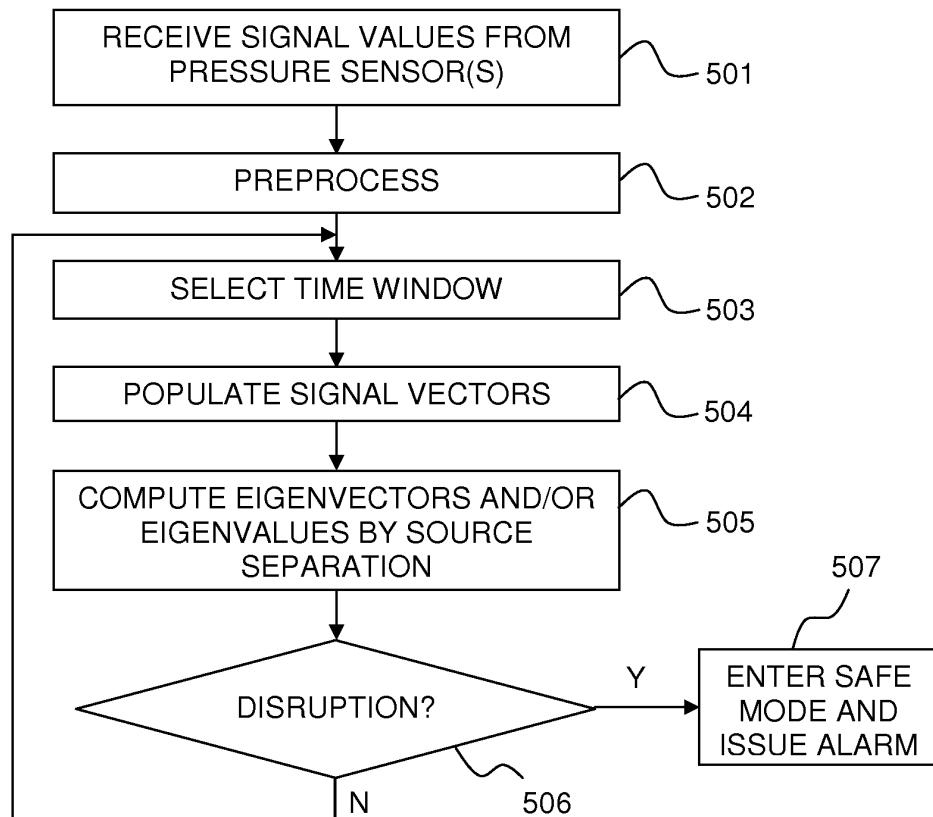 RECEIVE SIGNAL VALUES FROM
PRESSURE SENSOR(S)
501
PREPROCESS
502
SELECT TIME WINDOW
503
POPULATE SIGNAL VECTORS
504
COMPUTE EIGENVECTORS AND/OR
EIGENVALUES BY SOURCE
SEPARATION
505
507
DISRUPTION?
Y
ENTER SAFE
MODE AND
ISSUE ALARM
506
N